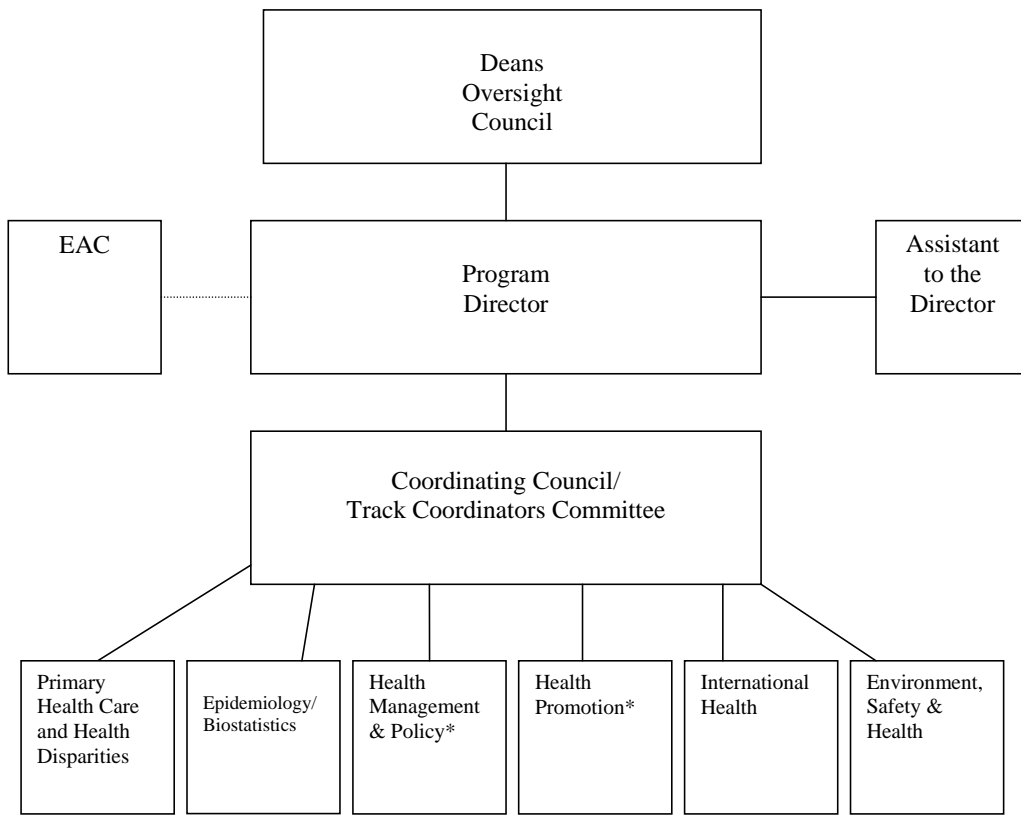 Deans
Oversight
Council
EAC
Program
Director
Assistant
to the
Director
Coordinating Council/
Track Coordinators Committee
Primary
Health Care
and Health
Disparities
Epidemiology/
Biostatistics
Health
Management
& Policy*
Health
Promotion*
International
Health
Environment,
Safety &
Health